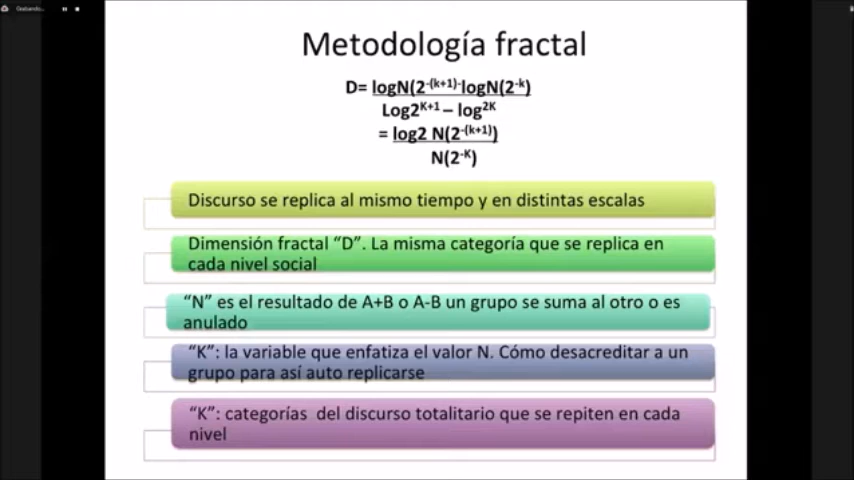 Grabando...
Metodología fractal
D= logN(2-(k+1)-logN(2-k)
Log2K+1 – log2K
= log2 N(2-(k+1))
N(2-K)
Discurso se replica al mismo tiempo y en distintas escalas
Dimensión fractal “D”. La misma categoría que se replica en
cada nivel social
“N” es el resultado de A+B o A-B un grupo se suma al otro o es
anulado
“K”: la variable que enfatiza el valor N. Cómo desacreditar a un
grupo para así auto replicarse
“K”: categorías  del discurso totalitario que se repiten en cada
nivel